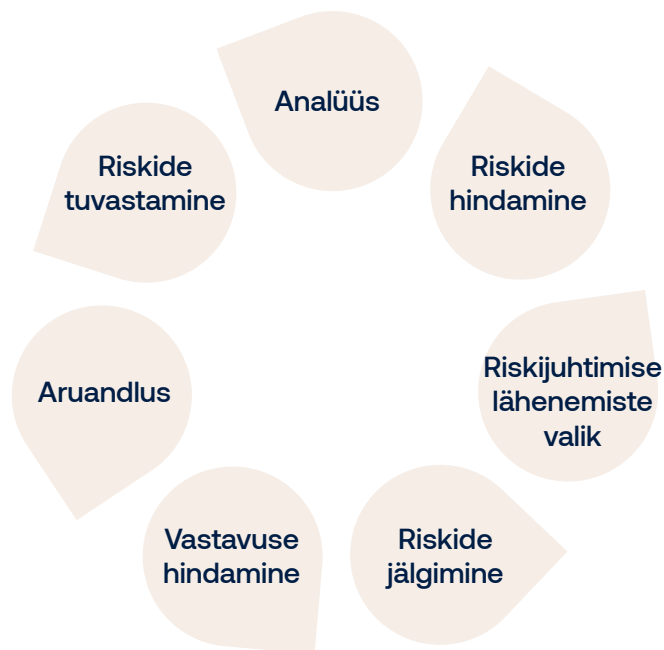 Analüüs
Riskide
hindamine
Riskijuhtimise
lähenemiste
valik
Riskide
jälgimine
Vastavuse
hindamine
Aruandlus
Riskide
tuvastamine